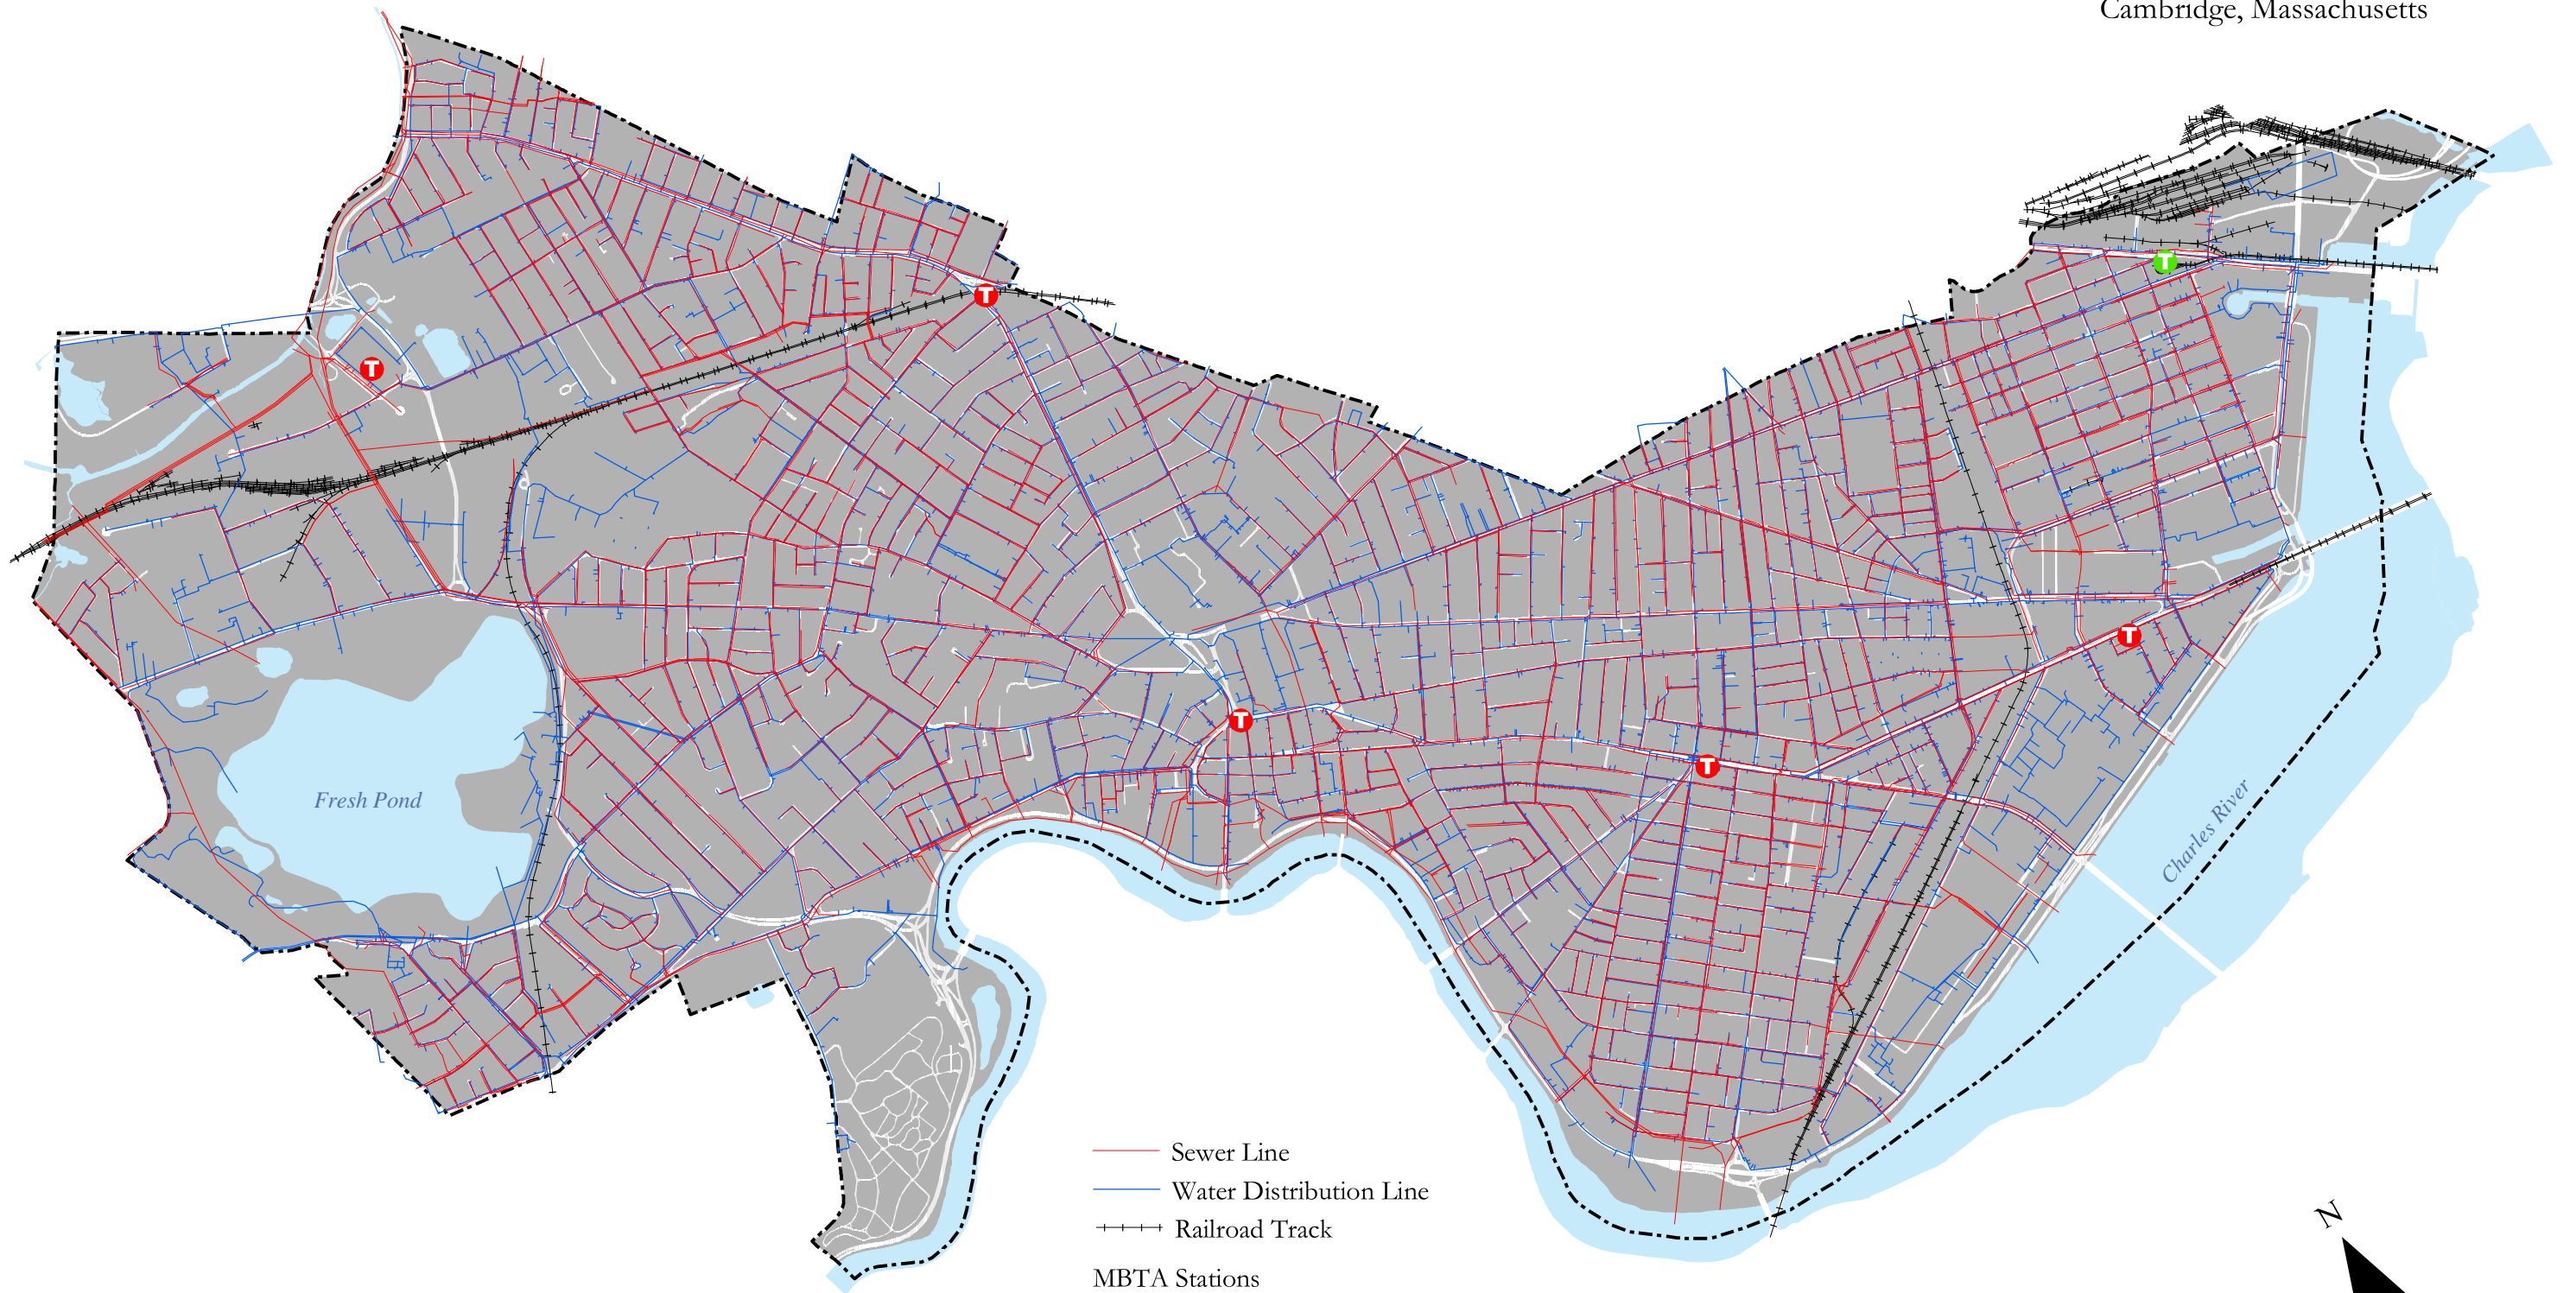 Cambridge, Massachusetts
T
T
T
T
T
T
Fresh Pond
Charles River
Sewer Line
Water Distribution Line
Railroad Track
MBTA Stations
N